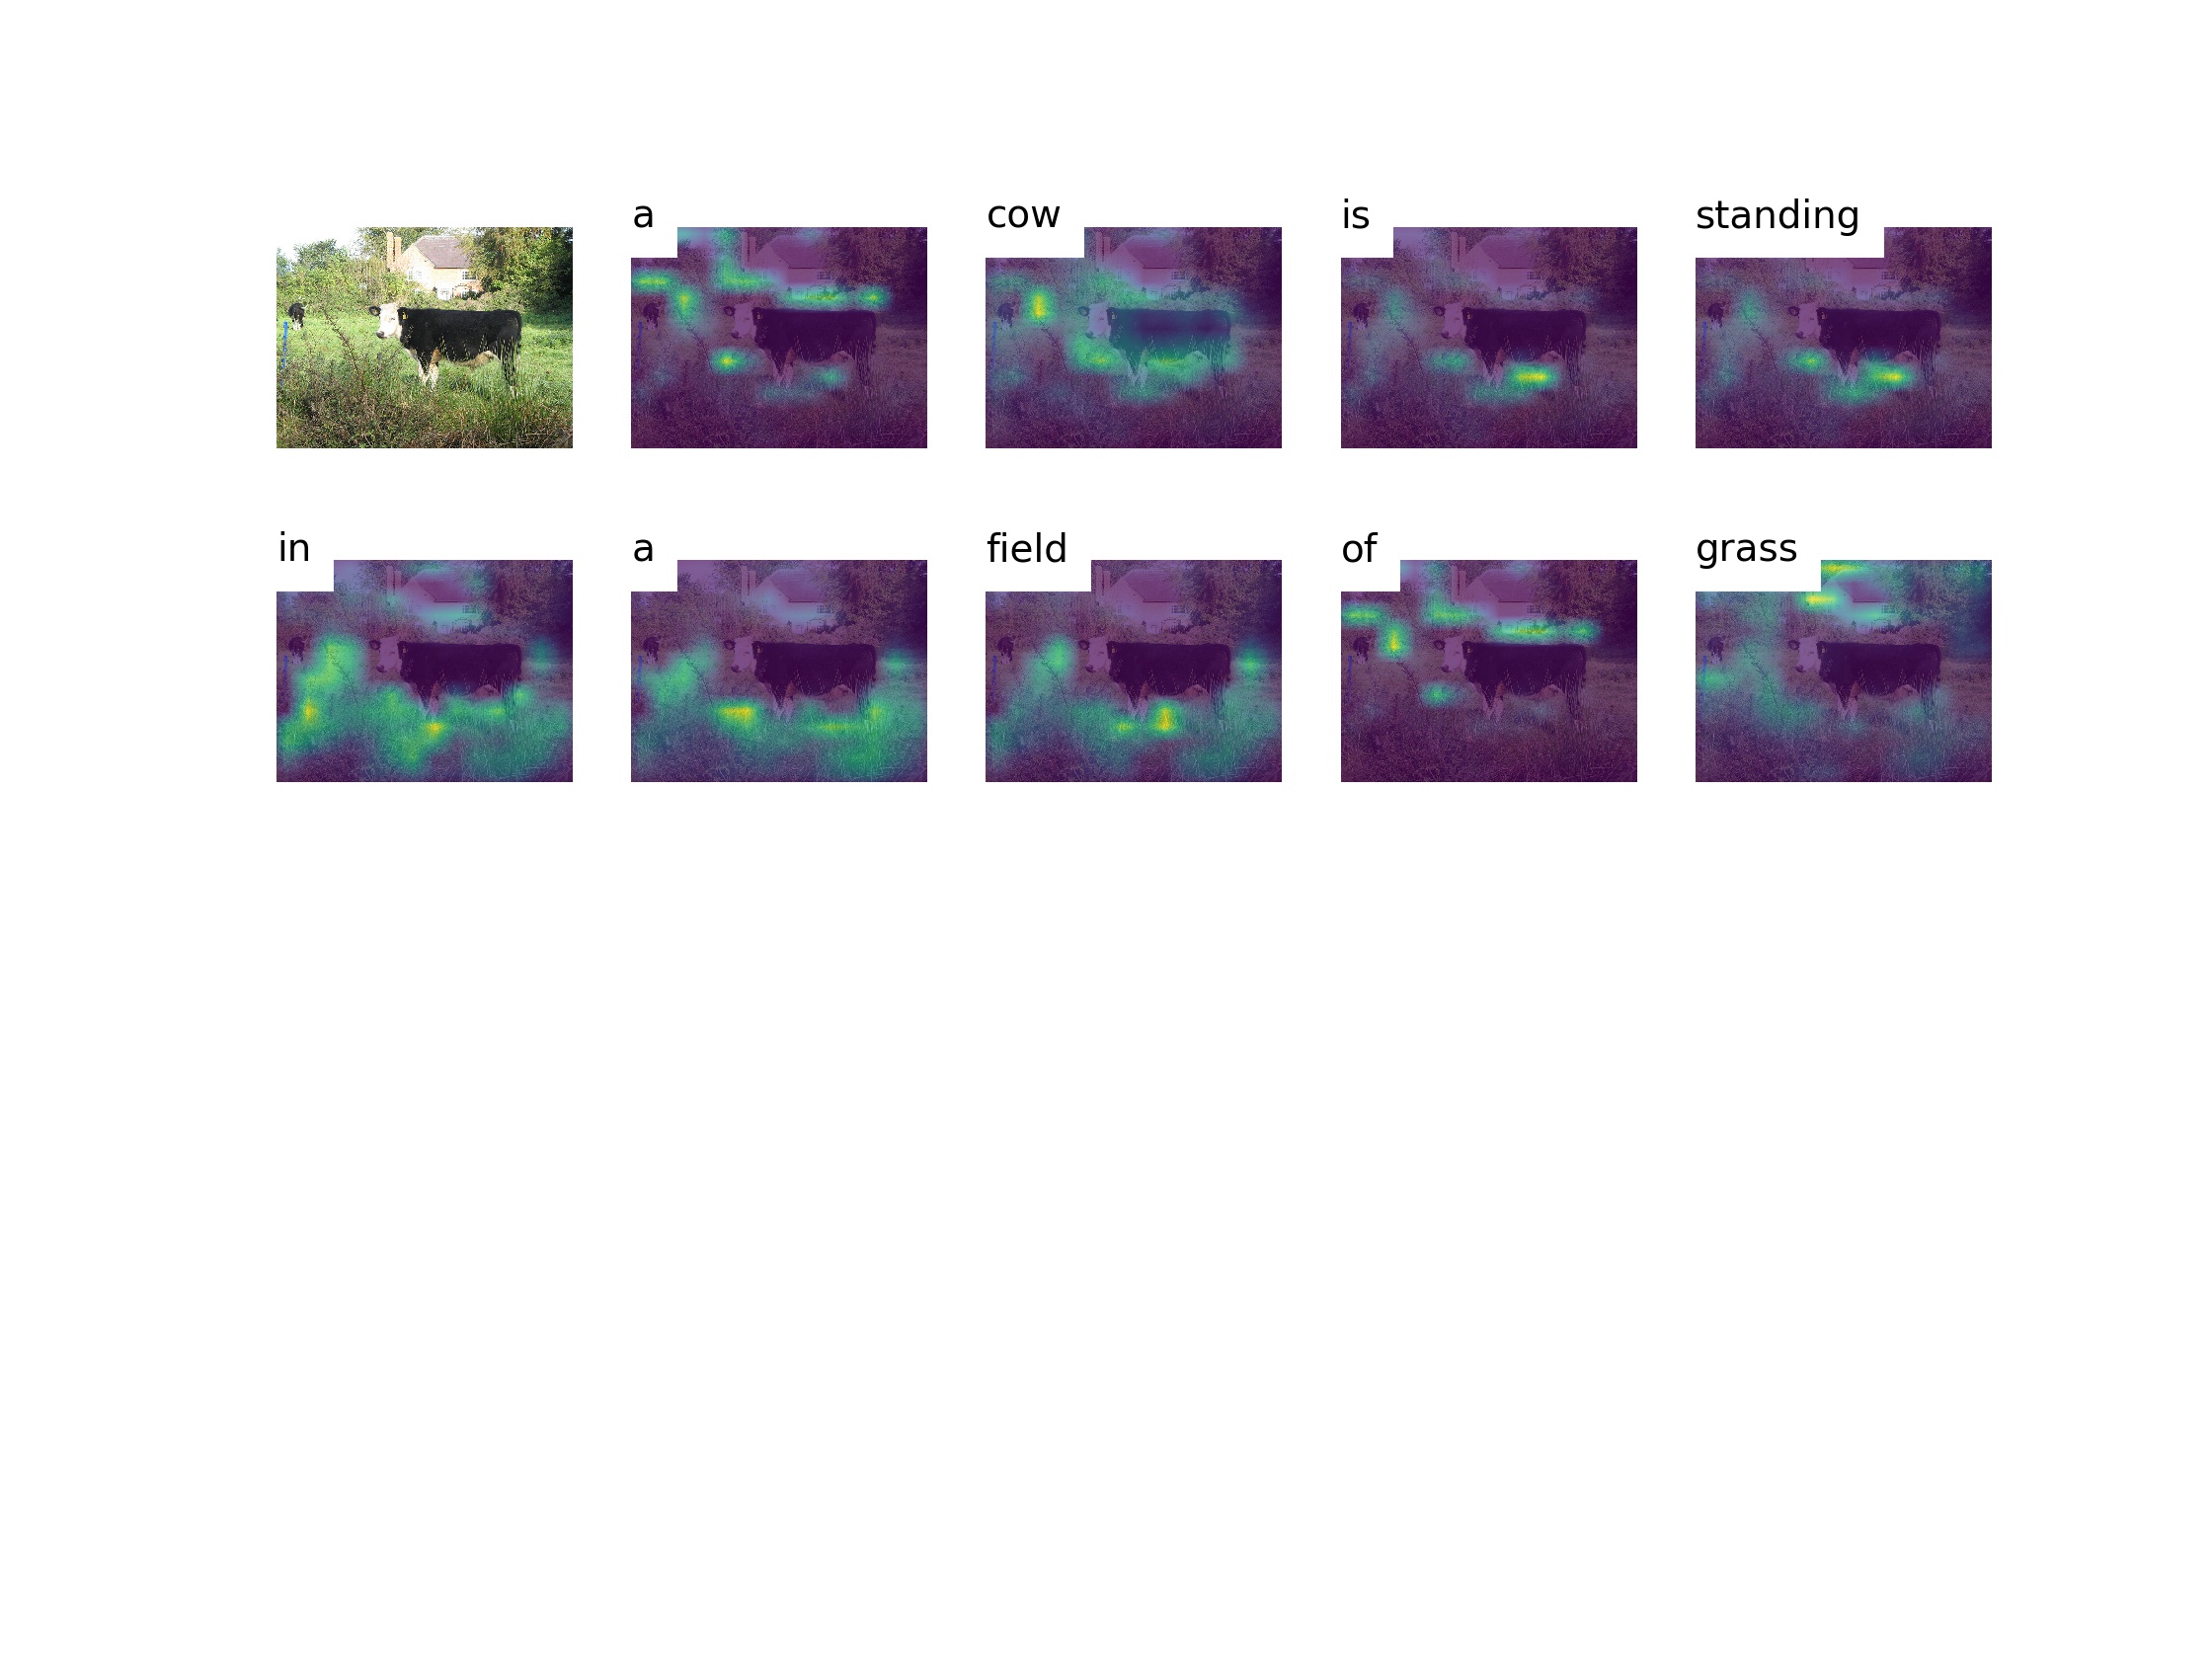 a cow is standing
in a field of grass